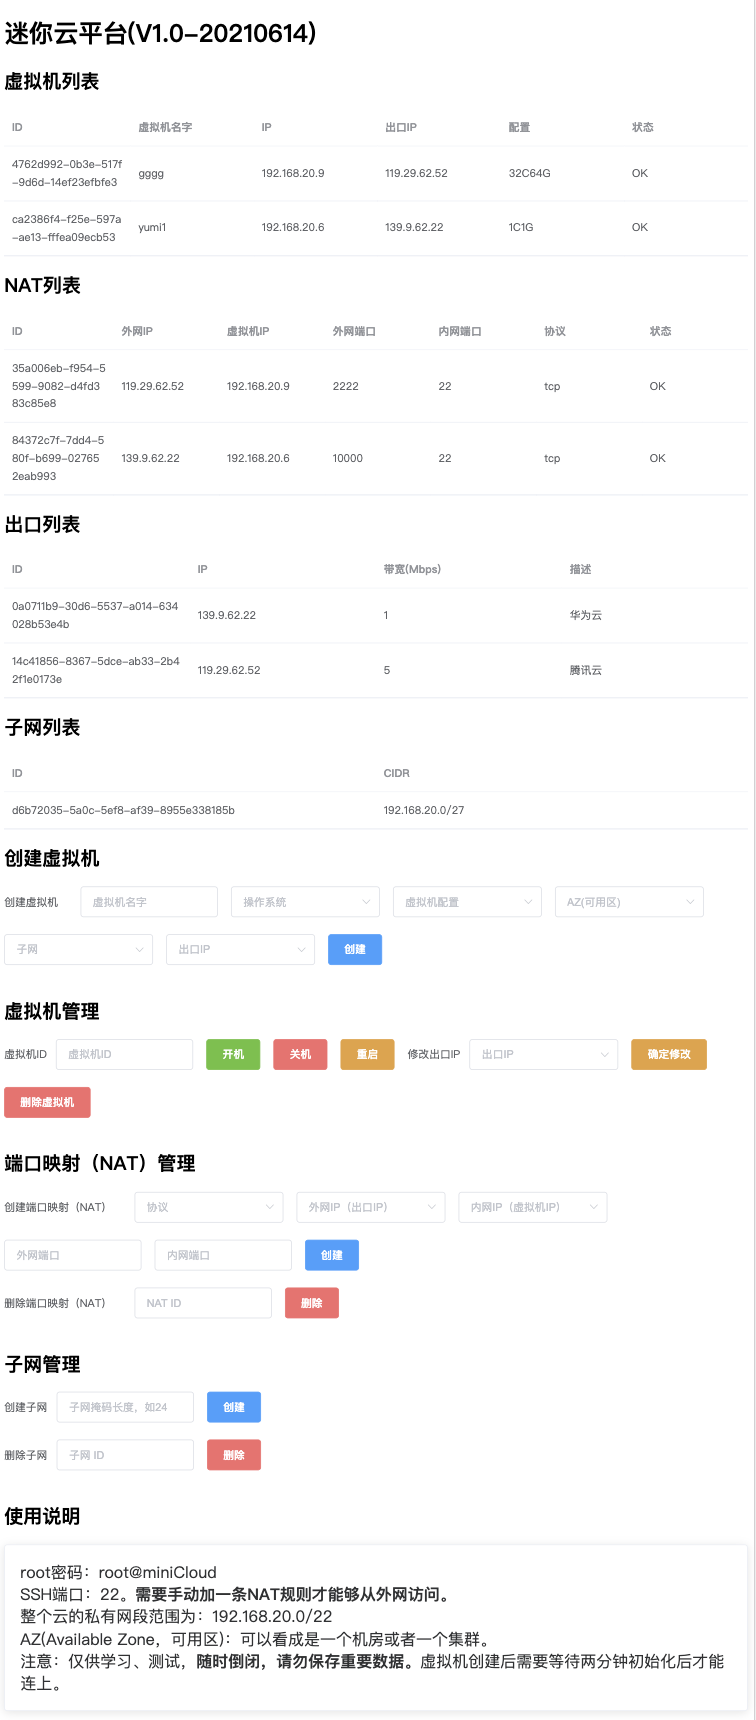 迷你云平台(V1.0-20210614)
虚拟机列表
ID 虚拟机名字 IP 出口IP 配置 状态
4762d992-0b3e-517f
-9d6d-14ef23efbfe3 gggg 192.168.20.9 119.29.62.52 32C64G OK
ca2386f4-f25e-597a
-ae13-fffea09ecb53 yumi1 192.168.20.6 139.9.62.22 1C1G OK
NAT列表
ID 外网IP 虚拟机IP 外网端口 内网端口 协议 状态
35a006eb-f954-5
599-9082-d4fd3 119.29.62.52 192.168.20.9 2222 22 tcp OK
83c85e8
84372c7f-7dd4-5
80f-b699-02765 139.9.62.22 192.168.20.6 10000 22 tcp OK
2eab993
出口列表
ID IP 带宽(Mbps) 描述
0a0711b9-30d6-5537-a014-634
028b53e4b 139.9.62.22 1 华为云
14c41856-8367-5dce-ab33-2b4
2f1e0173e 119.29.62.52 5 腾讯云
子网列表
ID CIDR
d6b72035-5a0c-5ef8-af39-8955e338185b 192.168.20.0/27
创建虚拟机
创建虚拟机 虚拟机名字 操作系统 虚拟机配置 AZ(可用区)
子网 出口IP 创建
虚拟机管理
虚拟机ID 虚拟机ID 开机 关机 重启 修改出口IP 出口IP 确定修改
删除虚拟机
端口映射（NAT）管理
创建端口映射（NAT） 协议 外网IP（出口IP） 内网IP（虚拟机IP）
外网端口 内网端口 创建
删除端口映射（NAT） NAT ID 删除
子网管理
创建子网 子网掩码长度，如24 创建
删除子网 子网 ID 删除
使用说明
root密码：root@miniCloud
SSH端口：22。需要手动加一条NAT规则才能够从外网访问。
整个云的私有网段范围为：192.168.20.0/22
AZ(Available Zone，可用区)：可以看成是一个机房或者一个集群。
注意：仅供学习、测试，随时倒闭，请勿保存重要数据。虚拟机创建后需要等待两分钟初始化后才能
连上。